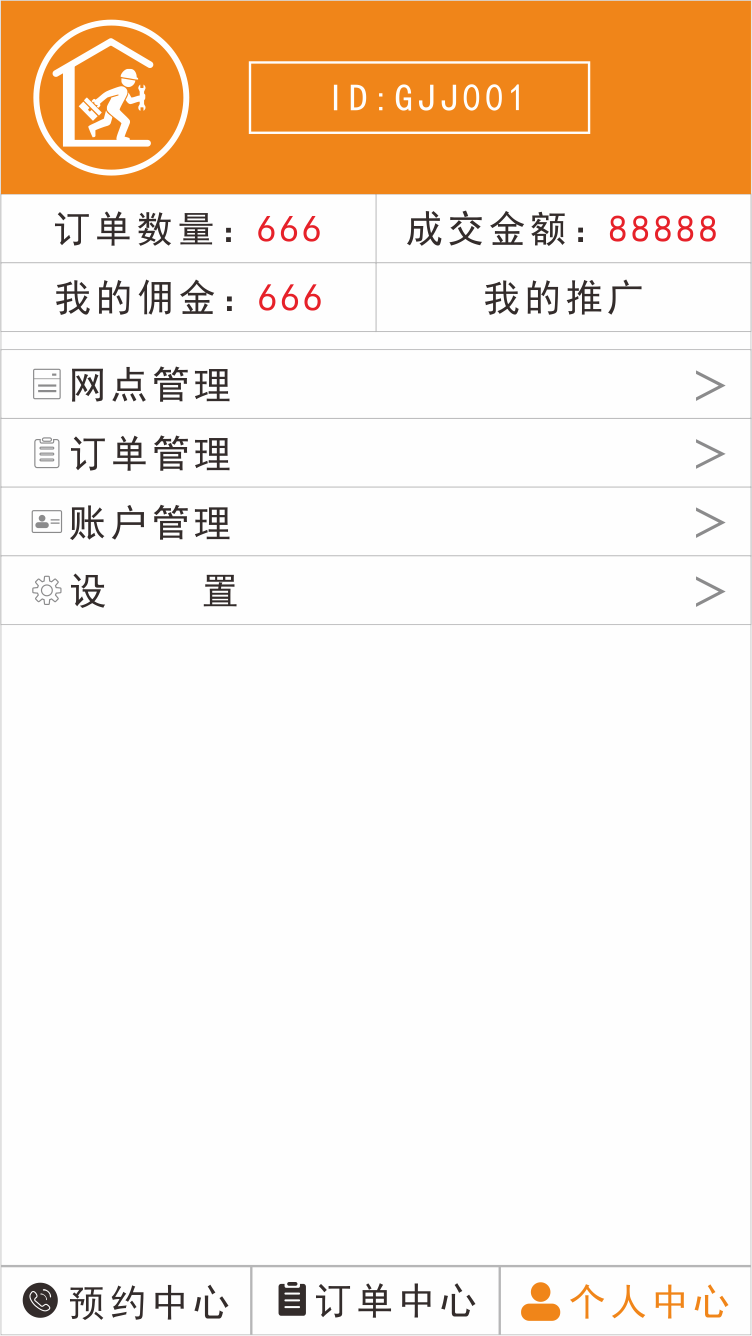 ID:GJJ001
订单数量：666 成交金额：88888
我的佣金：666 我的推广
网点管理
订单管理
账户管理
设 置
预约中心 订单中心 个人中心